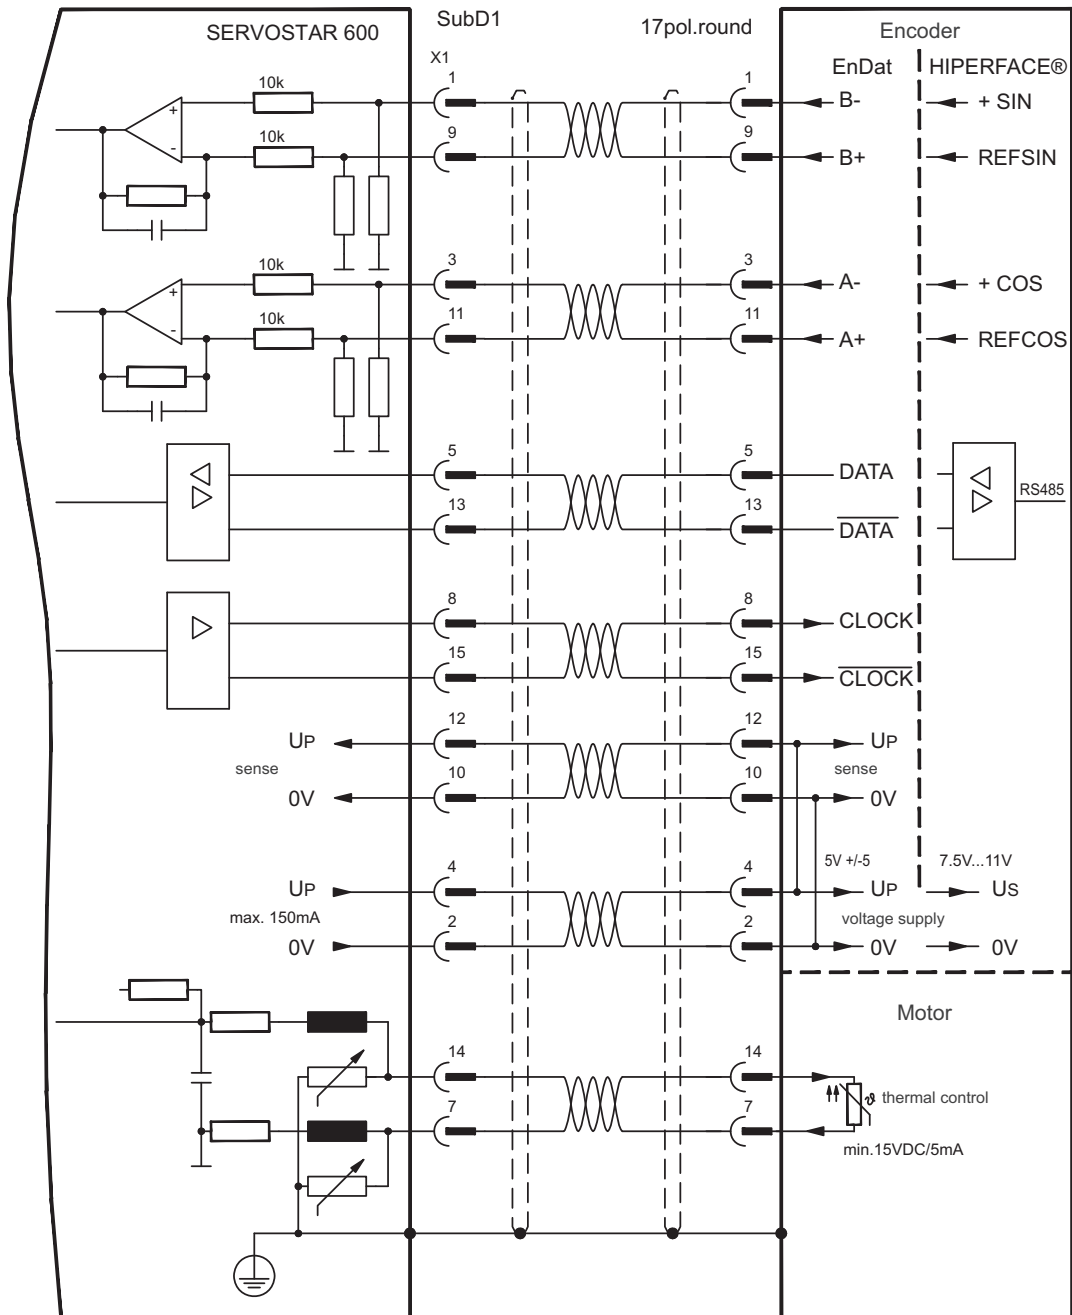 SERVOSTAR 600 SubD1 17pol.round Encoder
X1 EnDat HIPERFACE®
10k 1 1 B- + SIN
+
-
10k 9 9 B+ REFSIN
10k 3 3 A- + COS
+
-
10k 11 11 A+ REFCOS
5 5 DATA
RS485
13 13 DATA
8 8 CLOCK
15 15 CLOCK
UP 12 12 UP
sense sense
0V 10 10 0V
5V +/-5 7.5V...11V
UP 4 4 UP US
max. 150mA voltage supply
0V 2 2 0V 0V
Motor
14 14
ϑ thermal control
7 7
min.15VDC/5mA